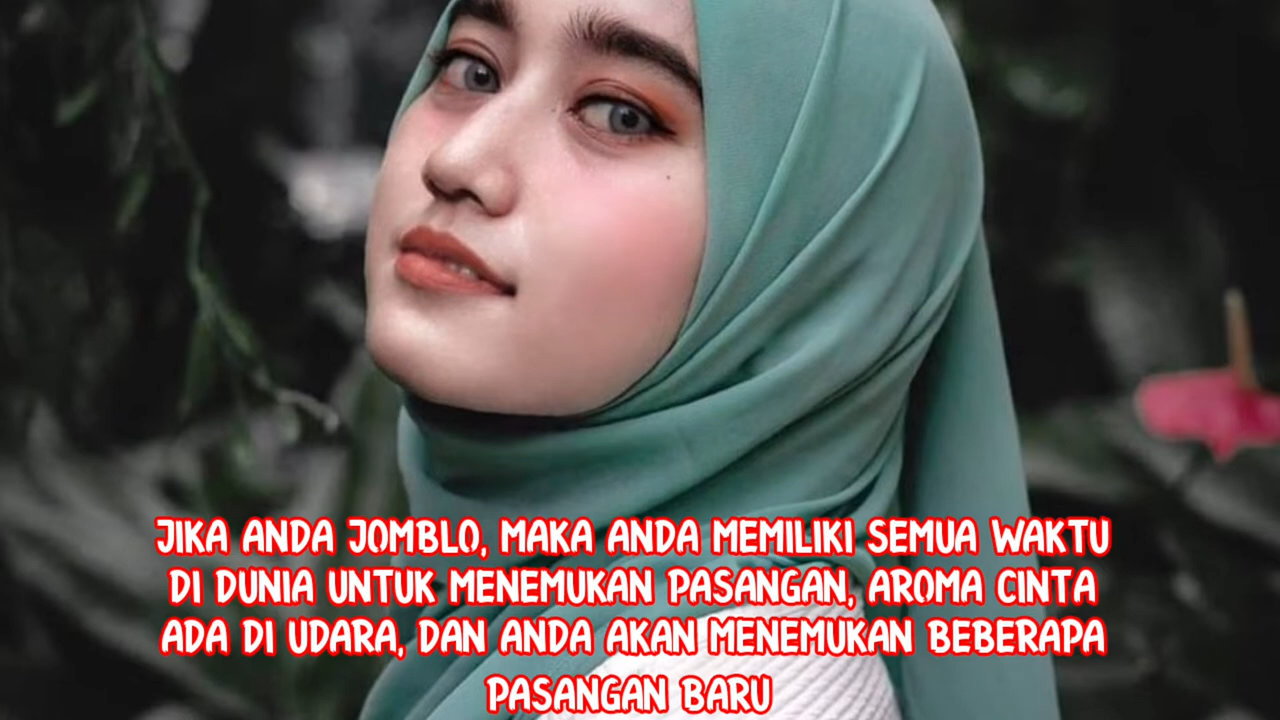 JIKA ANDA JOMBLO, MAKA ANDA MEMILIKI SEMUA WAKTU
DI DUNIA UNTUK MENEMUKAN PASANGAN, AROMA CINTA
ADA DI UDARA, DAN ANDA AKAN MENEMUKAN BEBERAPA
PASANGAN BARU